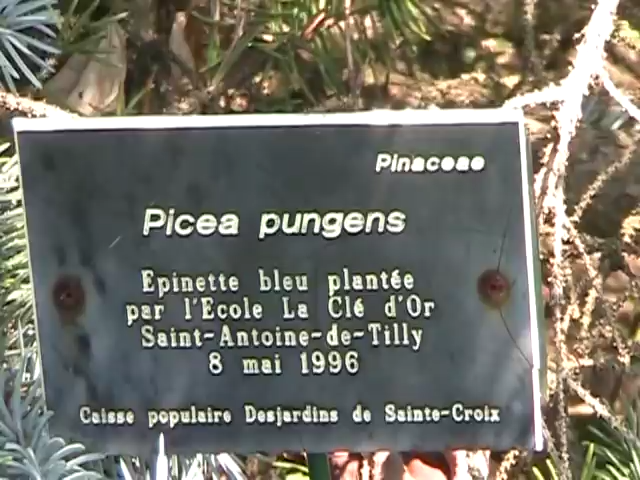 Pinaceae
Picea pungens
Epinette bleu plantée
par l'Ecole La Clé d'Or
Saint-Antoine-de-Tilly
8 mai 1996
Caisse populaire Desjardins de Sainte-Croix